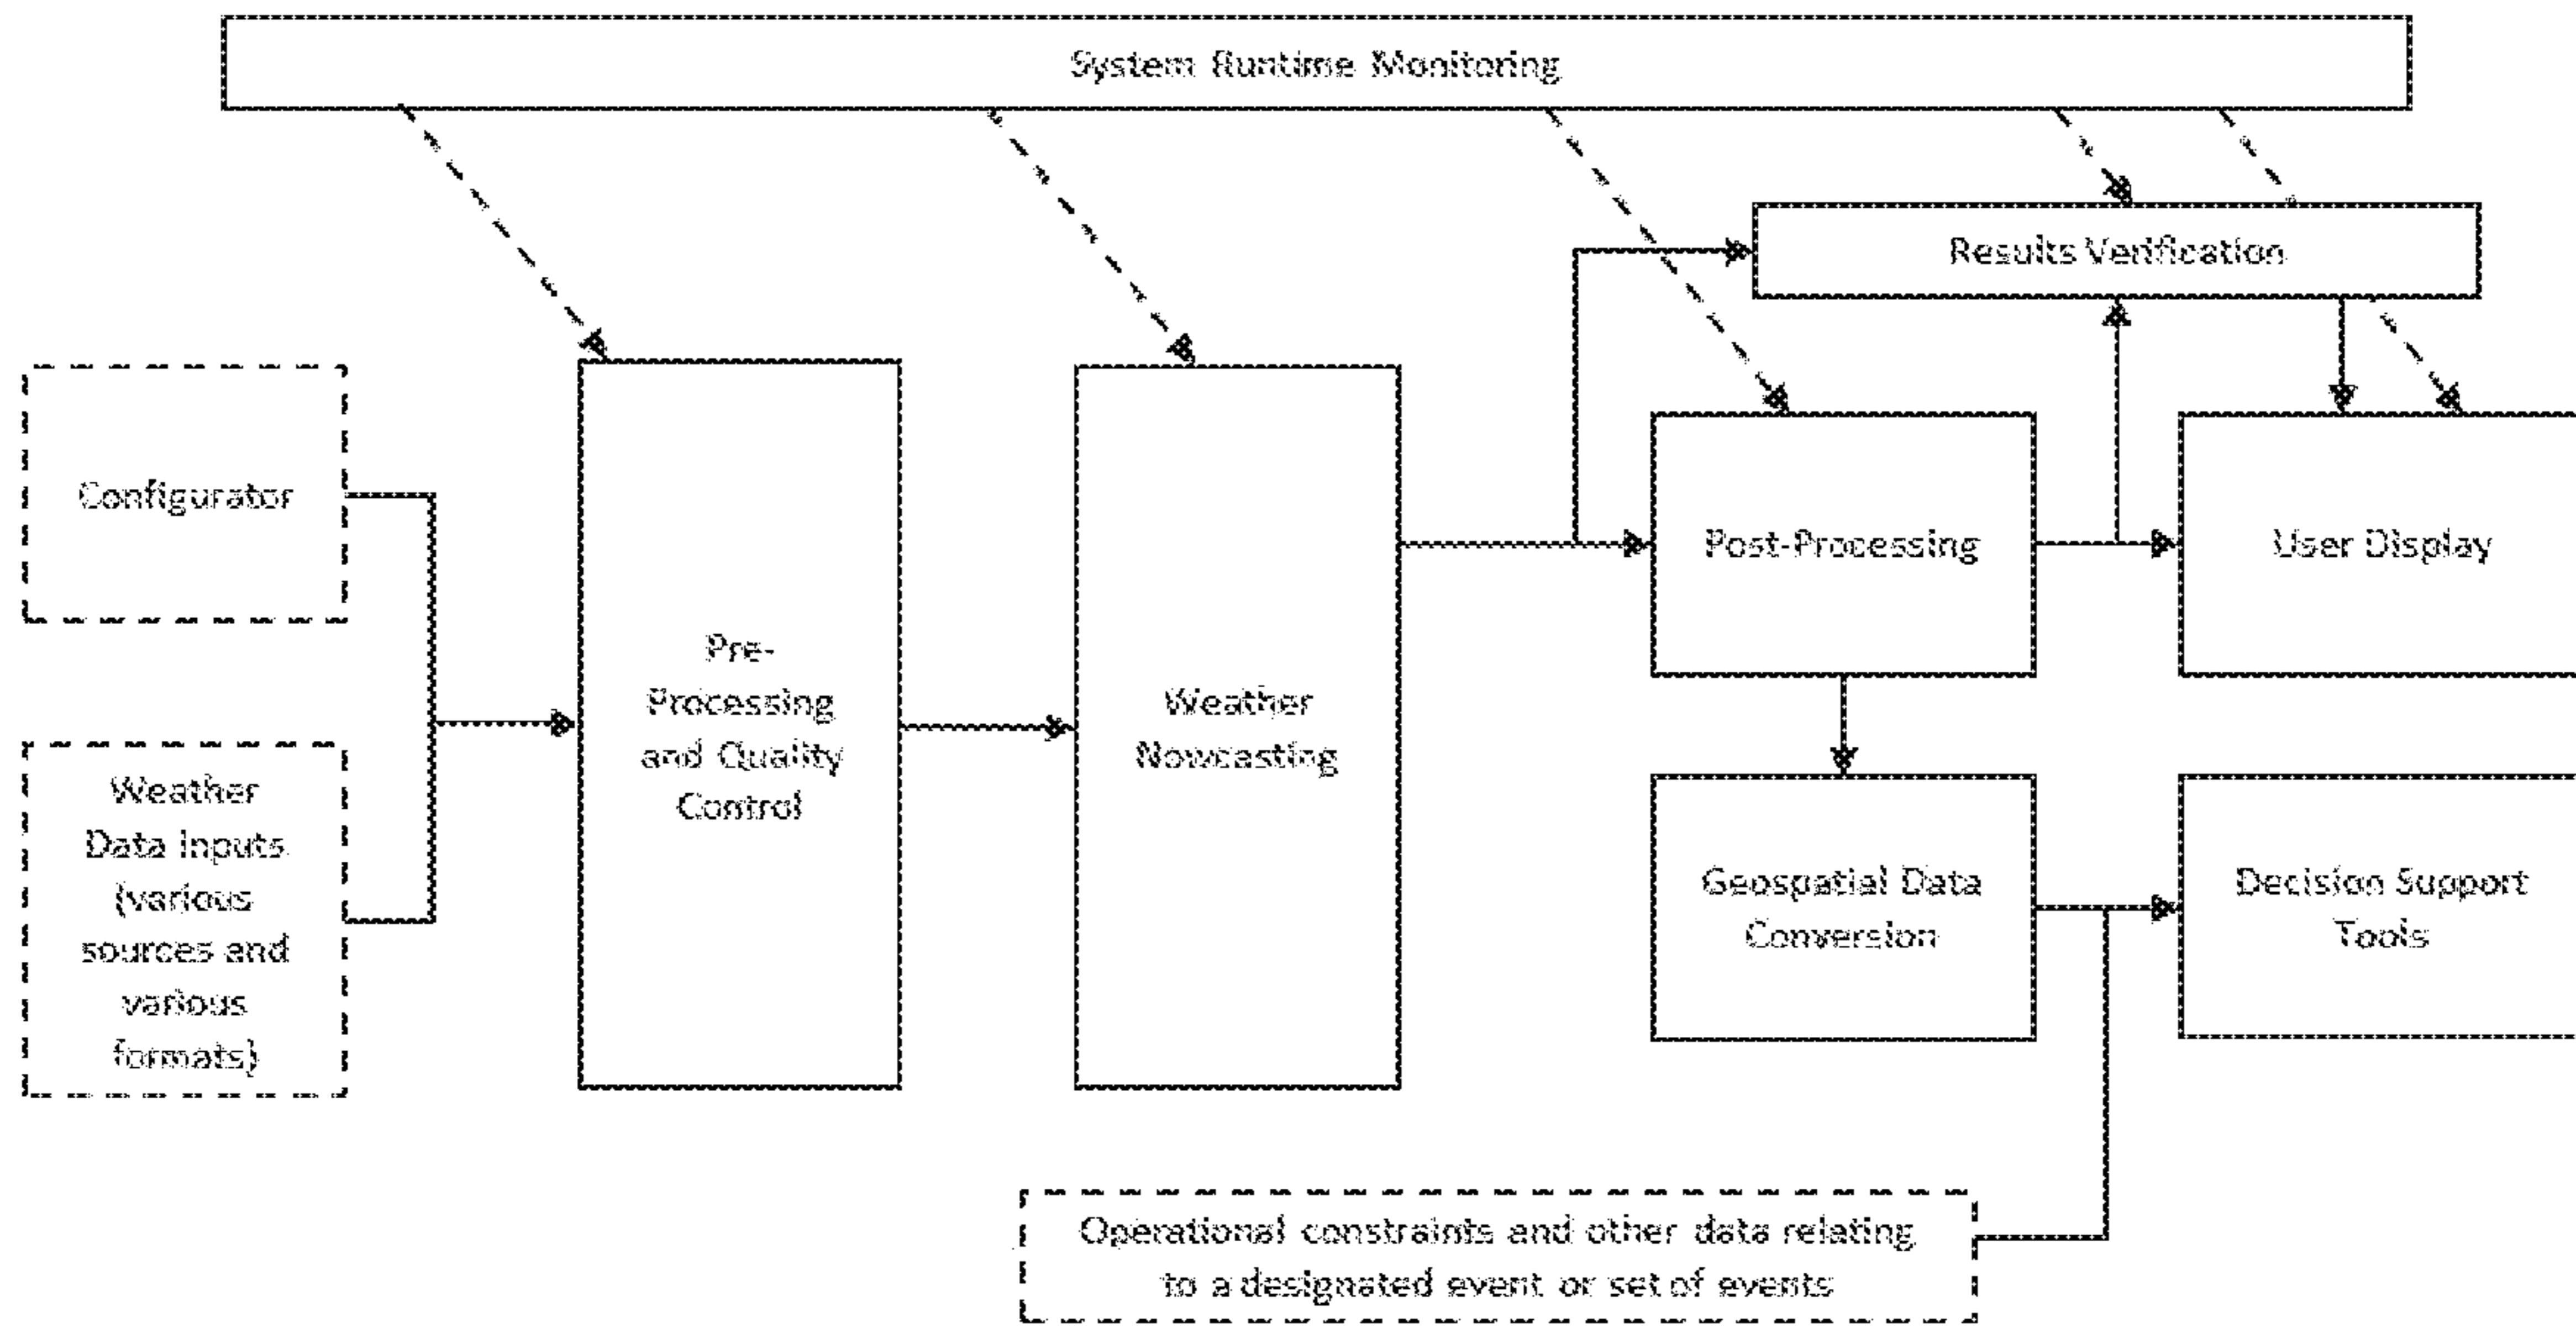 System Runtime Monitoring
Results Verification
Configurator
Weather
Data Inputs
(various
sources and
various
formats)
Pre-
Processing
and Quality
Control
Weather
Nowcasting
Post-Processing
User Display
Geospatial Data
Conversion
Decision Support
Tools
Operational constraints and other data relating
to a designated event or set of events